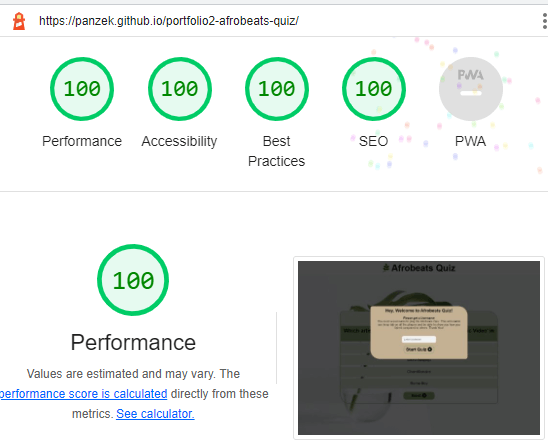 https://panzek.github.io/portfolio2-afrobeats-quiz/
100
100
100
100
PWA
Performance
Accessibility
Best
Practices
SEO
PWA
100
Performance
Values are estimated and may vary. The
performance score is calculated directly from these
metrics. See calculator.
Afrobeats Quiz
Hey, Welcome to Afrobeats Quiz!
Start Quiz